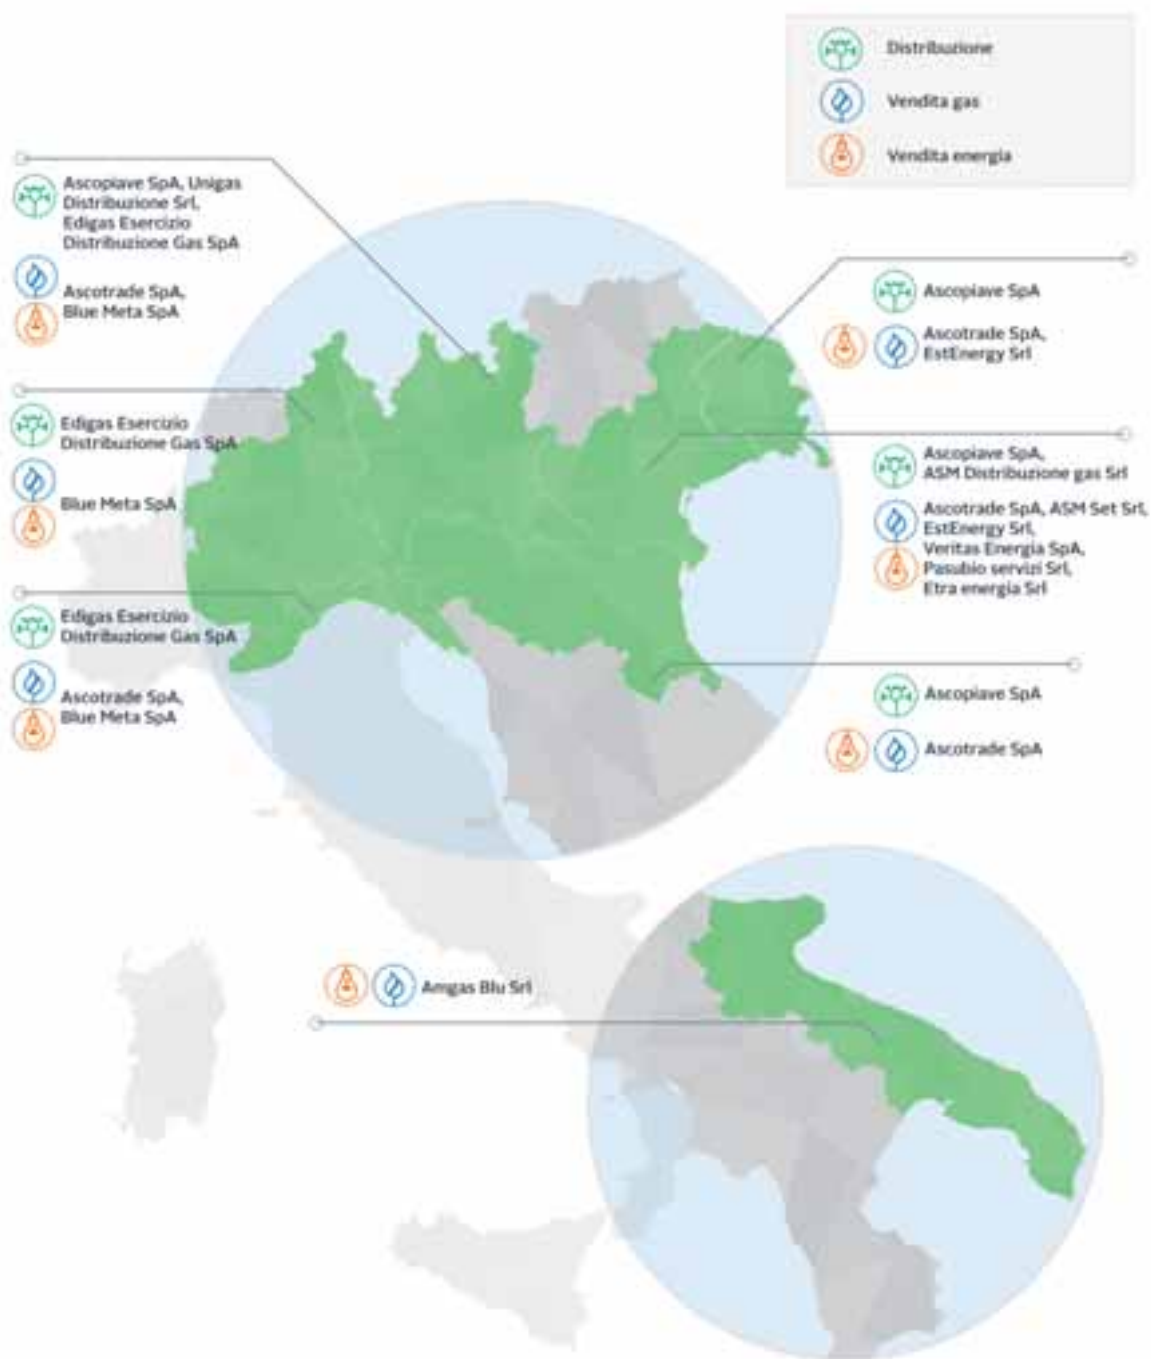 Distribuzione
Vendita gas
Vendita energia
Ascopiave SpA, Unigas
Distribuzione Srl,
Edigas Esercizio
Distribuzione Gas SpA
Ascotrade SpA,
Blue Meta SpA
Edigas Esercizio
Distribuzione Gas SpA
Blue Meta SpA
Edigas Esercizio
Distribuzione Gas SpA
Ascotrade SpA,
Blue Meta SpA
Ascopiave SpA
Ascotrade SpA,
EstEnergy Srl
Ascopiave SpA,
ASM Distribuzione gas Srl
Ascotrade SpA, ASM Set Srl,
EstEnergy Srl,
Veritas Energia SpA,
Pasubio servizi Srl,
Etra energia Srl
Ascopiave SpA
Ascotrade SpA
Amgas Blu Srl